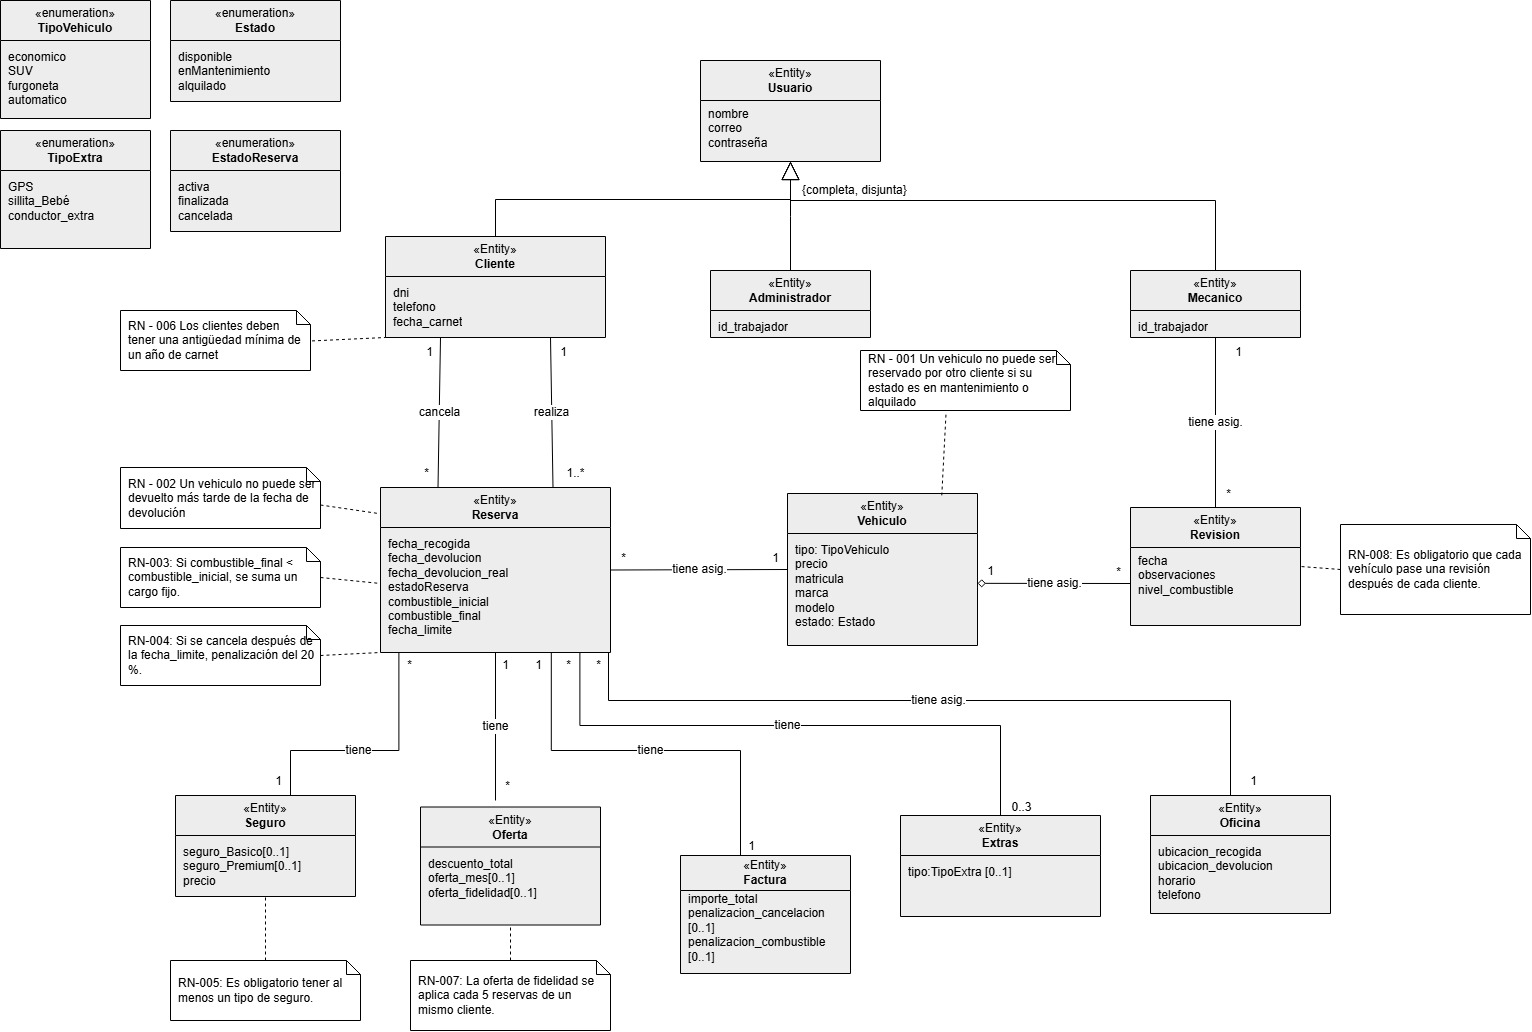 «enumeration»
TipoVehiculo
economico
SUV
furgoneta
automatico
«enumeration»
Estado
disponible
enMantenimiento
alquilado
«enumeration»
TipoExtra
GPS
sillita_Bebé
conductor_extra
«enumeration»
EstadoReserva
activa
finalizada
cancelada
«Entity»
Usuario
nombre
correo
contraseña
{completa, disjunta}
«Entity»
Cliente
dni
telefono
fecha_carnet
«Entity»
Administrador
id_trabajador
«Entity»
Mecanico
id_trabajador
RN - 006 Los clientes deben
tener una antigüedad mínima de
un año de carnet
RN - 001 Un vehiculo no puede ser
reservado por otro cliente si su
estado es en mantenimiento o
alquilado
1
1
1
cancela
realiza
tiene asig.
*
1..*
*
RN - 002 Un vehiculo no puede ser
devuelto más tarde de la fecha de
devolución
RN-003: Si combustible_final <
combustible_inicial, se suma un
cargo fijo.
RN-004: Si se cancela después de
la fecha_limite, penalización del 20
%.
«Entity»
Reserva
fecha_recogida
fecha_devolucion
fecha_devolucion_real
estadoReserva
combustible_inicial
combustible_final
fecha_limite
*
tiene asig.
1
«Entity»
Vehiculo
tipo: TipoVehiculo
precio
matricula
marca
modelo
estado: Estado
1
tiene asig.
*
«Entity»
Revision
fecha
observaciones
nivel_combustible
RN-008: Es obligatorio que cada
vehículo pase una revisión
después de cada cliente.
*
1
1
*
*
tiene
tiene
tiene
tiene
tiene asig.
1
*
1
0..3
1
«Entity»
Seguro
seguro_Basico[0..1]
seguro_Premium[0..1]
precio
«Entity»
Oferta
descuento_total
oferta_mes[0..1]
oferta_fidelidad[0..1]
«Entity»
Factura
importe_total
penalizacion_cancelacion
[0..1]
penalizacion_combustible
[0..1]
«Entity»
Extras
tipo:TipoExtra [0..1]
«Entity»
Oficina
ubicacion_recogida
ubicacion_devolucion
horario
telefono
RN-005: Es obligatorio tener al
menos un tipo de seguro.
RN-007: La oferta de fidelidad se
aplica cada 5 reservas de un
mismo cliente.